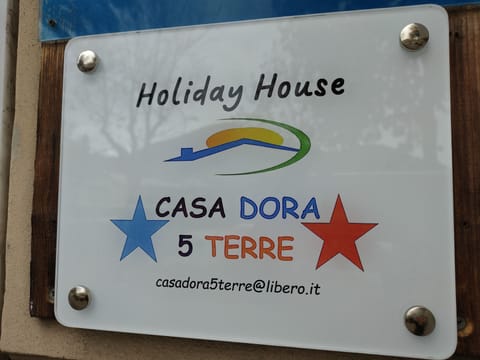 Holiday House
CASA DORA
5 TERRE
casadora5terre@libero.it